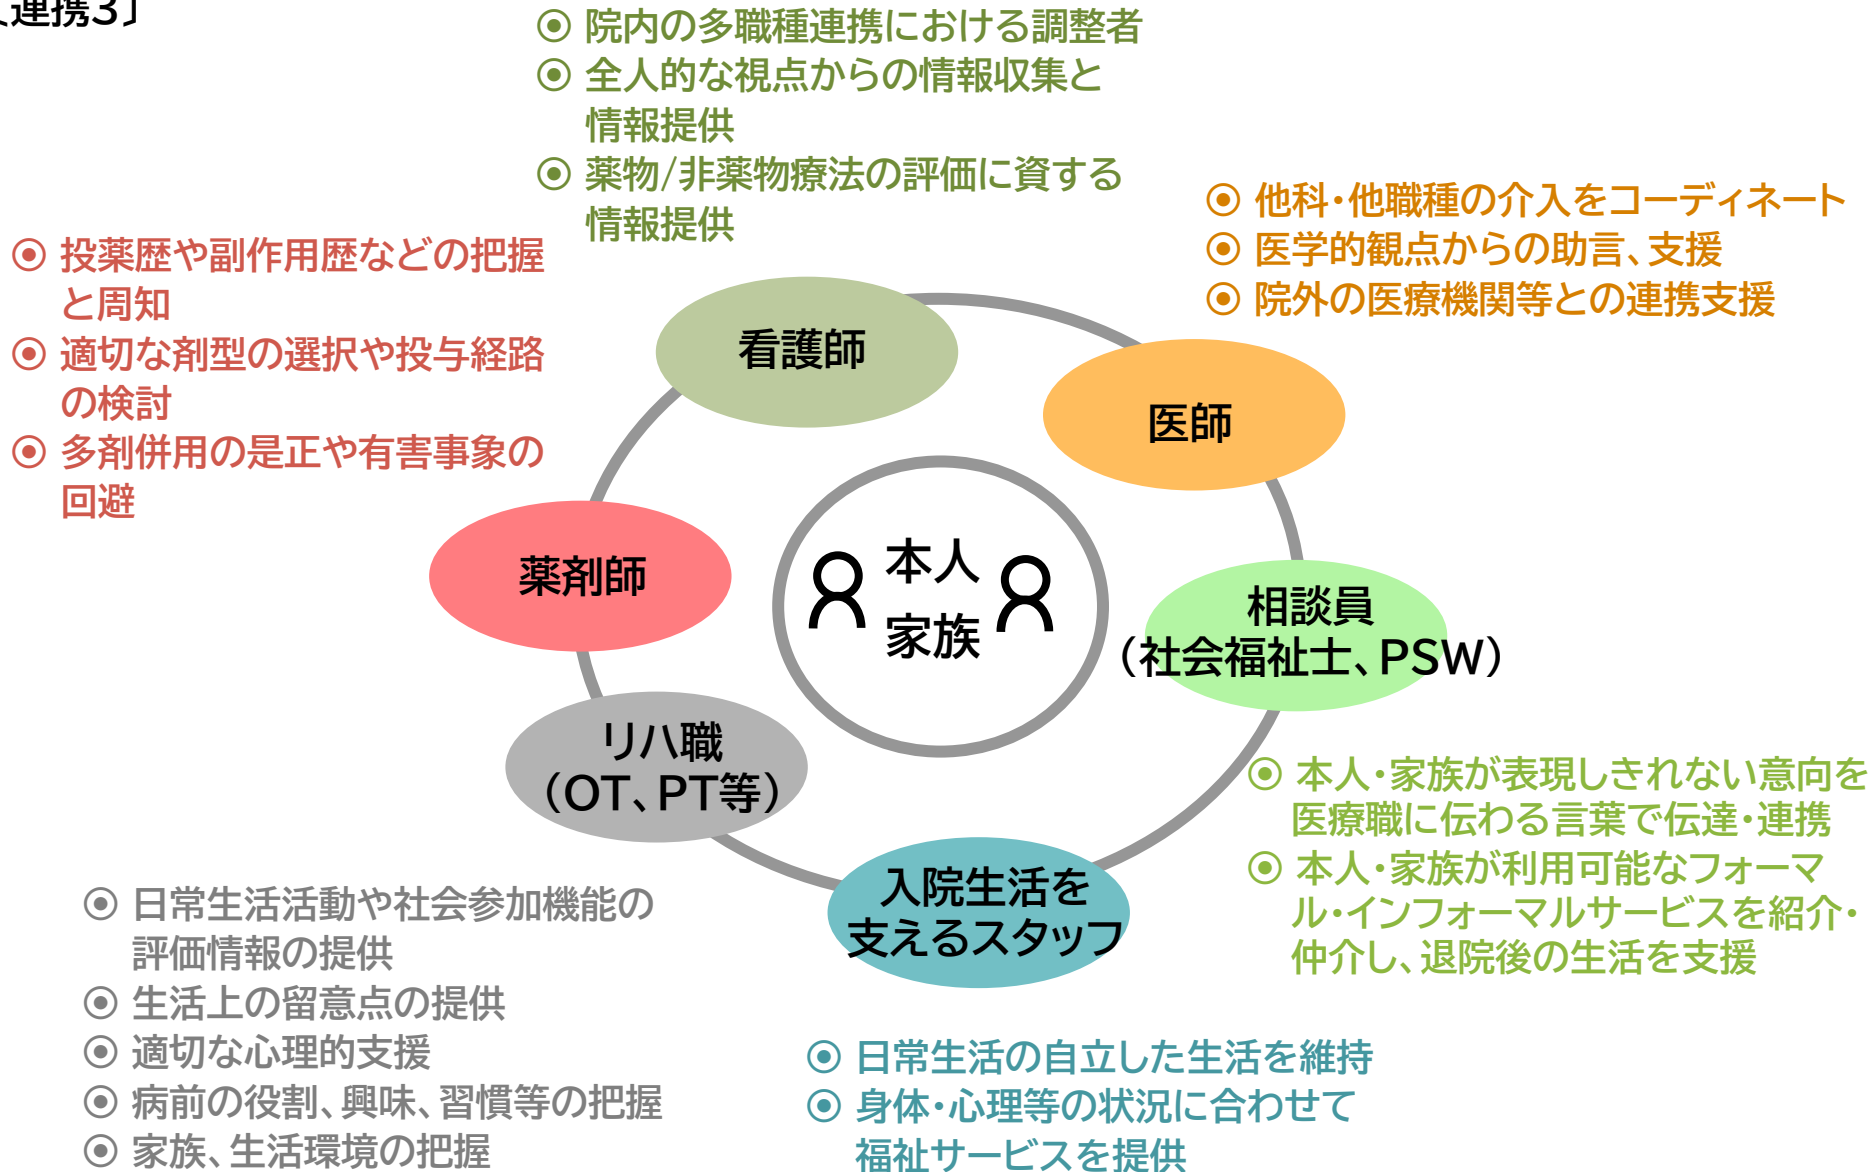 連携3〕
◉ 院内の多職種連携における調整者
◉ 全人的な視点からの情報収集と
情報提供
◉ 薬物/非薬物療法の評価に資する
情報提供
◉ 他科・他職種の介入をコーディネート
◉ 医学的観点からの助言、支援
◉ 院外の医療機関等との連携支援
◉ 投薬歴や副作用歴などの把握
と周知
◉ 適切な剤型の選択や投与経路
の検討
◉ 多剤併用の是正や有害事象の
回避
看護師
医師
薬剤師
本人
家族
相談員
（社会福祉士、PSW）
リハ職
（OT、PT等）
入院生活を
支えるスタッフ
◉ 本人・家族が表現しきれない意向を
医療職に伝わる言葉で伝達・連携
◉ 本人・家族が利用可能なフォーマ
ル・インフォーマルサービスを紹介・
仲介し、退院後の生活を支援
◉ 日常生活活動や社会参加機能の
評価情報の提供
◉ 生活上の留意点の提供
◉ 適切な心理的支援
◉ 病前の役割、興味、習慣等の把握
◉ 家族、生活環境の把握
◉ 日常生活の自立した生活を維持
◉ 身体・心理等の状況に合わせて
福祉サービスを提供